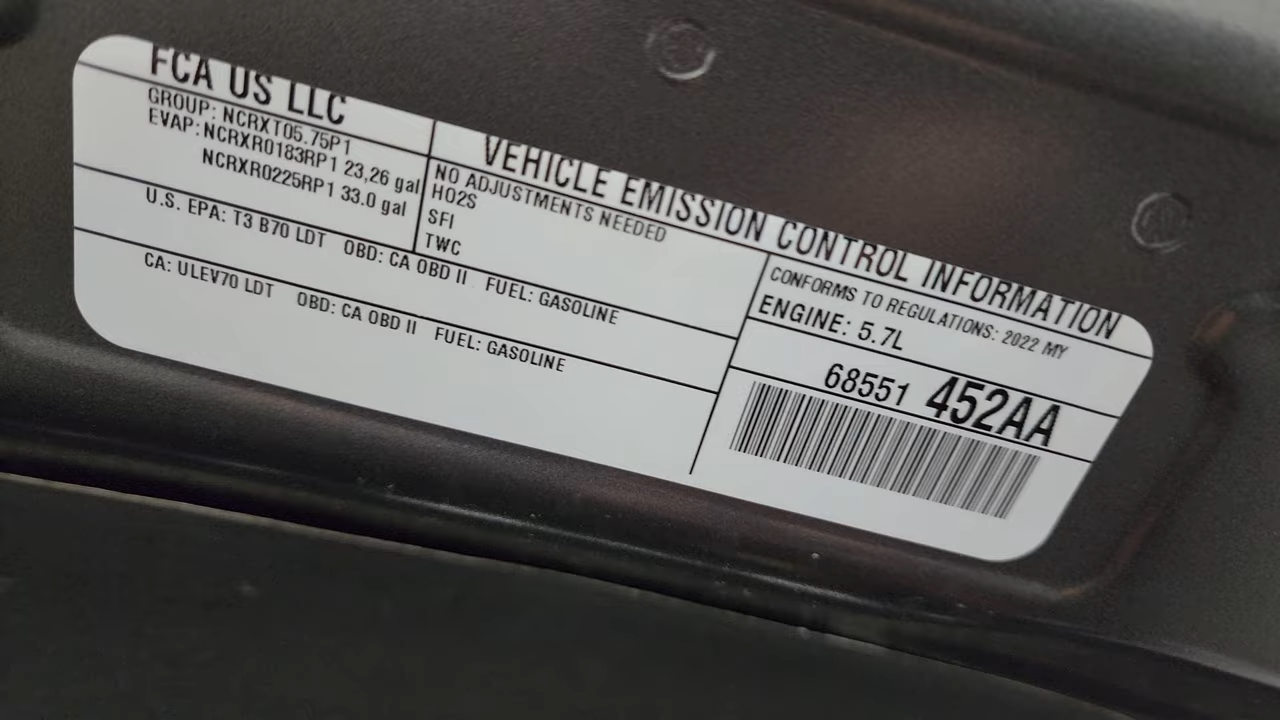 FCA US LLC
GROUP: NCRXT05.75P1
EVAP: NCRXR0183RP1 23,26 gal
NCRXR0225RP1 33.0 gal
VEHICLE EMISSION CONTROL INFORMATION
NO ADJUSTMENTS NEEDED
HO2S
SFI
TWC
CONFORMS TO REGULATIONS: 2022 MY
ENGINE: 5.7L
U.S. EPA: T3 B70 LDT OBD: CA OBD II FUEL: GASOLINE
CA: ULEV70 LDT OBD: CA OBD II FUEL: GASOLINE
68551 452AA